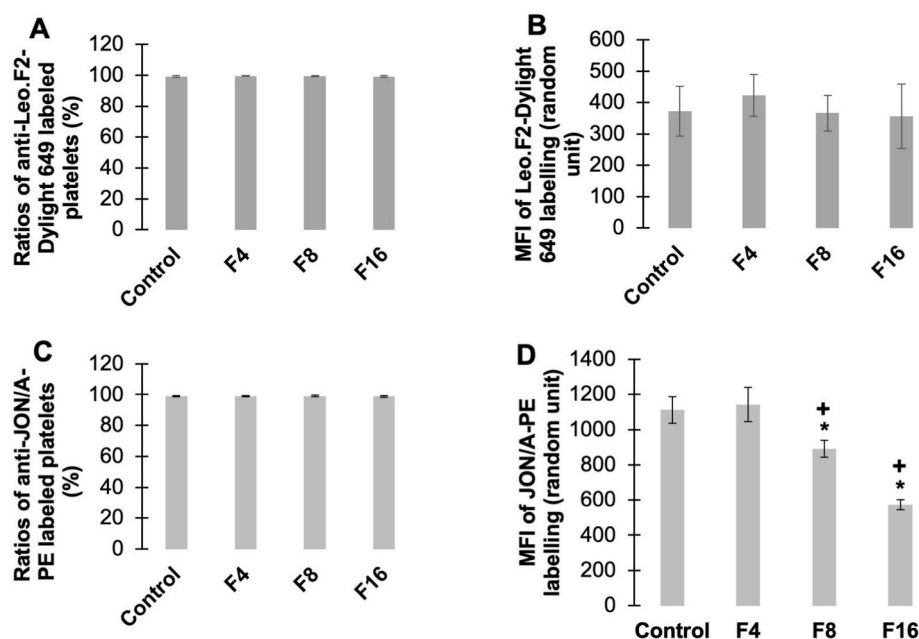 A
Ratios of anti-Leo.F2-
Dylight 649 labeled
platelets (%)
120
100
80
60
40
20
0
Control
F4
F8
F16
B
MFI of Leo.F2-Dylight
649 labelling (random
unit)
600
500
400
300
200
100
0
Control
F4
F8
F16
C
Ratios of anti-JON/A-
PE labeled platelets
(%)
120
100
80
60
40
20
0
Control
F4
F8
F16
D
MFI of JON/A-PE
labelling (random unit)
1400
1200
1000
800
600
400
200
0
+
*
+
*
Control F4 F8 F16